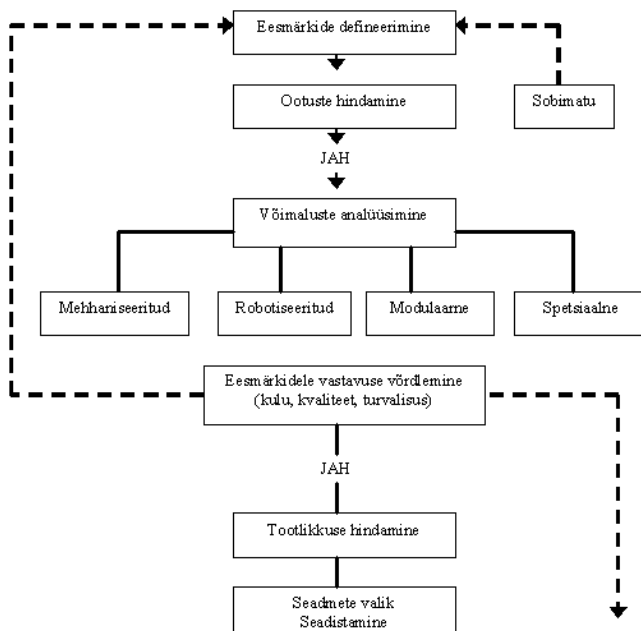 Eesmärkide defineerimine
Ootuste hindamine
Sobimatu
JAH
Võimaluste analüüsimine
Mehhaniseeritud
Robotiseeritud
Modulaarne
Spetsiaalne
Eesmärkidele vastavuse võrdlemine
(kulu, kvaliteet, turvalisus)
JAH
Tootlikkuse hindamine
Seadmete valik
Seadistamine